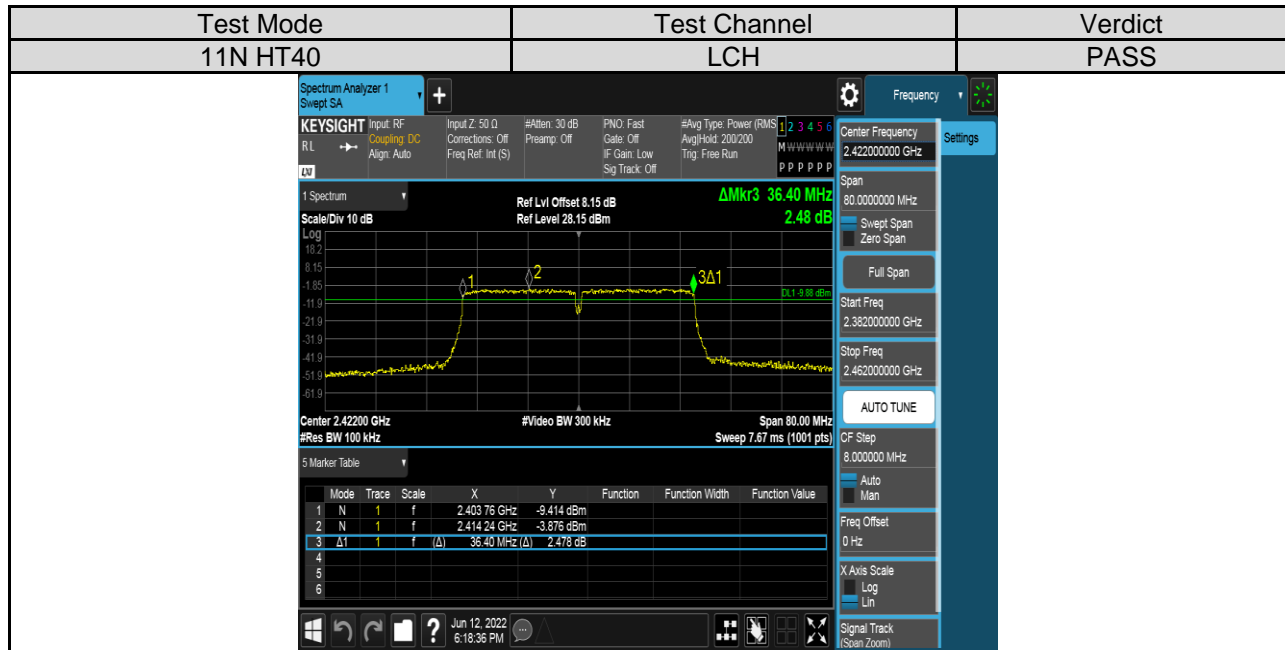 Test Mode Test Channel Verdict
11N HT40 LCH PASS
Spectrum Analyzer 1
Swept SA
+
Frequency
KEYSIGHT
RL
LXI
Input: RF
Coupling: DC
Align: Auto
Input Z: 50 Ω
Corrections: Off
Freq Ref: Int (S)
#Atten: 30 dB
Preamp: Off
PNO: Fast
Gate: Off
IF Gain: Low
Sig Track: Off
#Avg Type: Power (RMS
Avg|Hold: 200/200
Trig: Free Run
1 2 3 4 5 6
M W W W W W
P P P P P P
1 Spectrum
Scale/Div 10 dB
Ref Lvl Offset 8.15 dB
Ref Level 28.15 dBm
ΔMkr3 36.40 MHz
2.48 dB
Log
18.2
8.15
-1.85
-11.9
-21.9
-31.9
-41.9
-51.9
-61.9
1
2
3Δ1
DL1 -9.88 dBm
Center 2.42200 GHz
#Res BW 100 kHz
#Video BW 300 kHz
Span 80.00 MHz
Sweep 7.67 ms (1001 pts)
5 Marker Table
Mode Trace Scale X Y Function Function Width Function Value
1 N 1 f 2.403 76 GHz -9.414 dBm
2 N 1 f 2.414 24 GHz -3.876 dBm
3 Δ1 1 f (Δ) 36.40 MHz (Δ) 2.478 dB
4
5
6
?
Jun 12, 2022
6:18:36 PM
Center Frequency
2.422000000 GHz
Settings
Span
80.0000000 MHz
Swept Span
Zero Span
Full Span
Start Freq
2.382000000 GHz
Stop Freq
2.462000000 GHz
AUTO TUNE
CF Step
8.000000 MHz
Auto
Man
Freq Offset
0 Hz
X Axis Scale
Log
Lin
Signal Track
(Span Zoom)